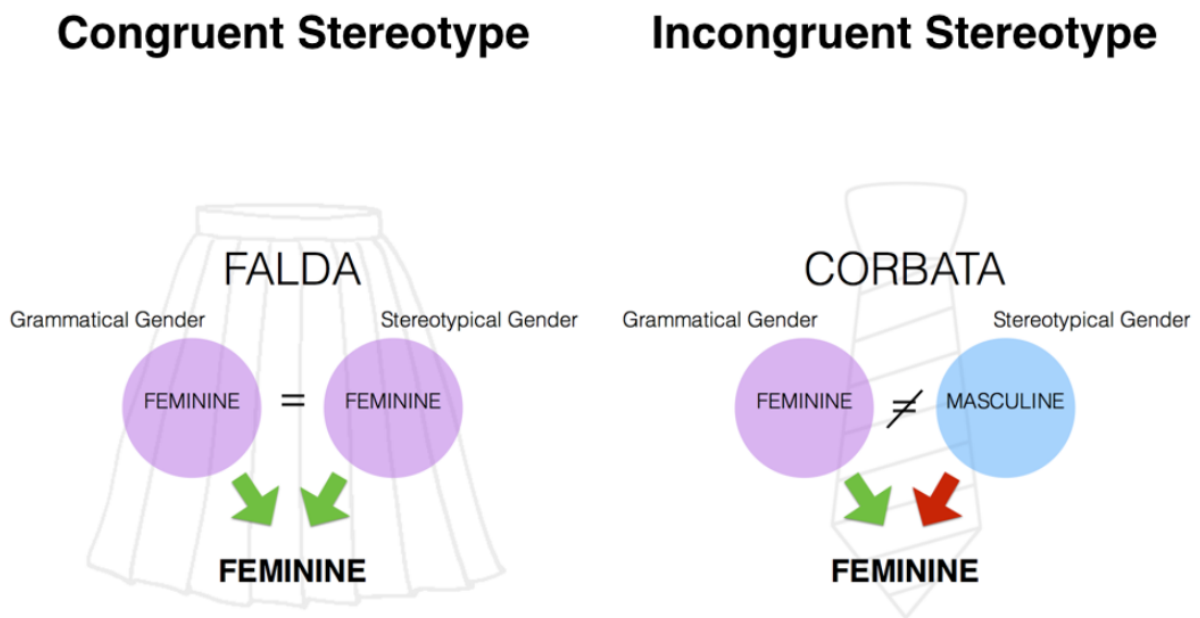 Congruent Stereotype
Incongruent Stereotype
FALDA
Grammatical Gender
Stereotypical Gender
FEMININE
=
FEMININE
FEMININE
CORBATA
Grammatical Gender
Stereotypical Gender
FEMININE
≠
MASCULINE
FEMININE